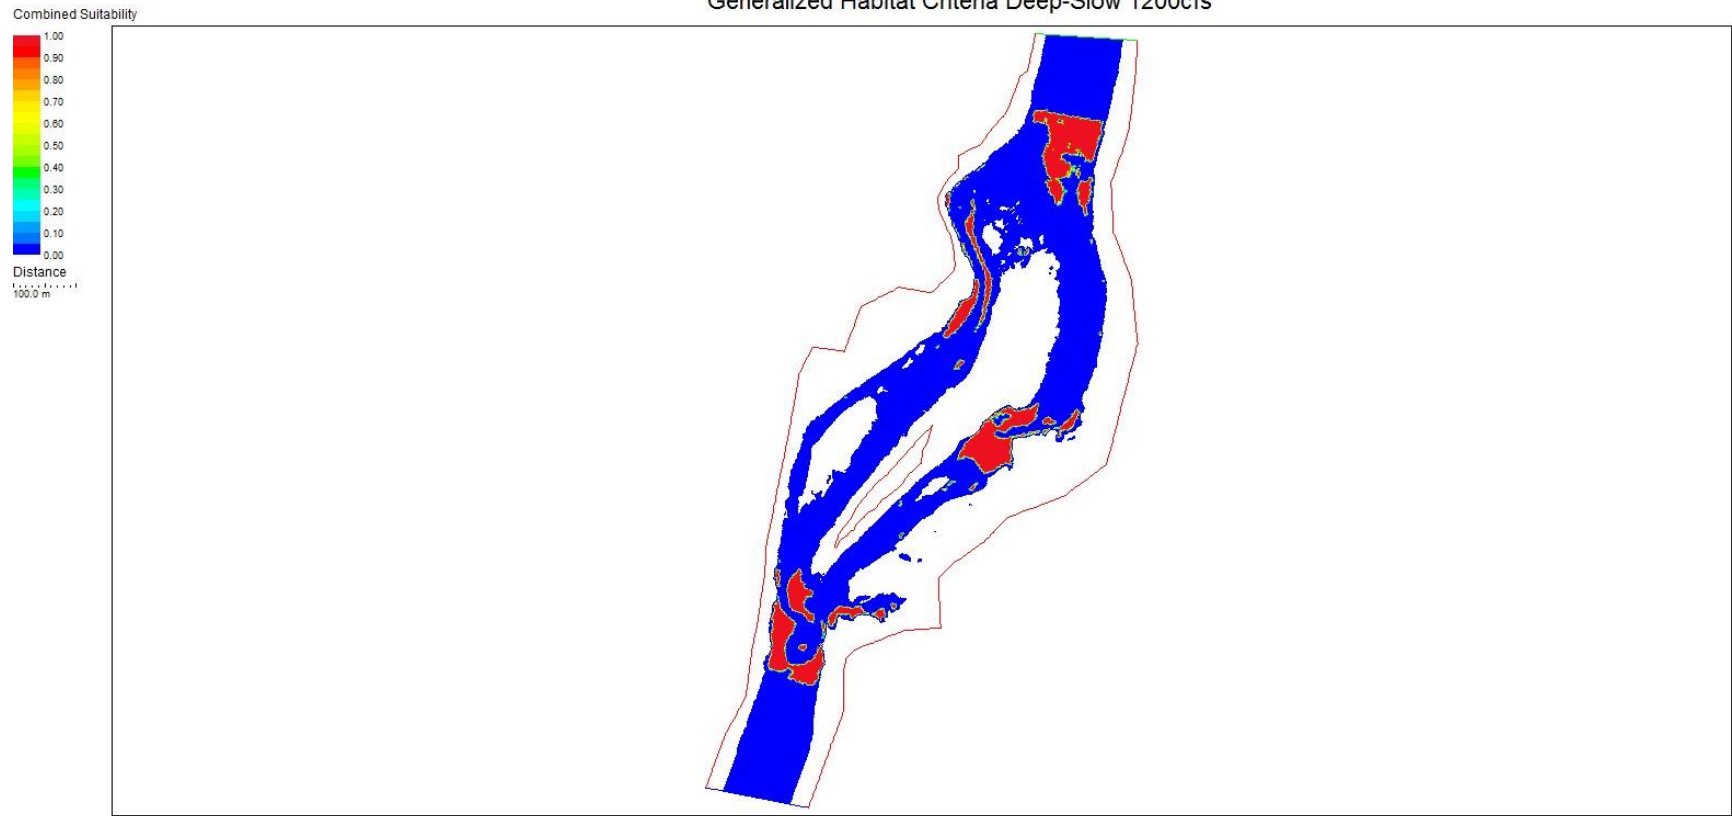 Generalized Habitat Criteria Deep-Slow 1200cfs
Combined Suitability
1.00
0.90
0.80
0.70
0.60
0.50
0.40
0.30
0.20
0.10
0.00
Distance
100.0 m